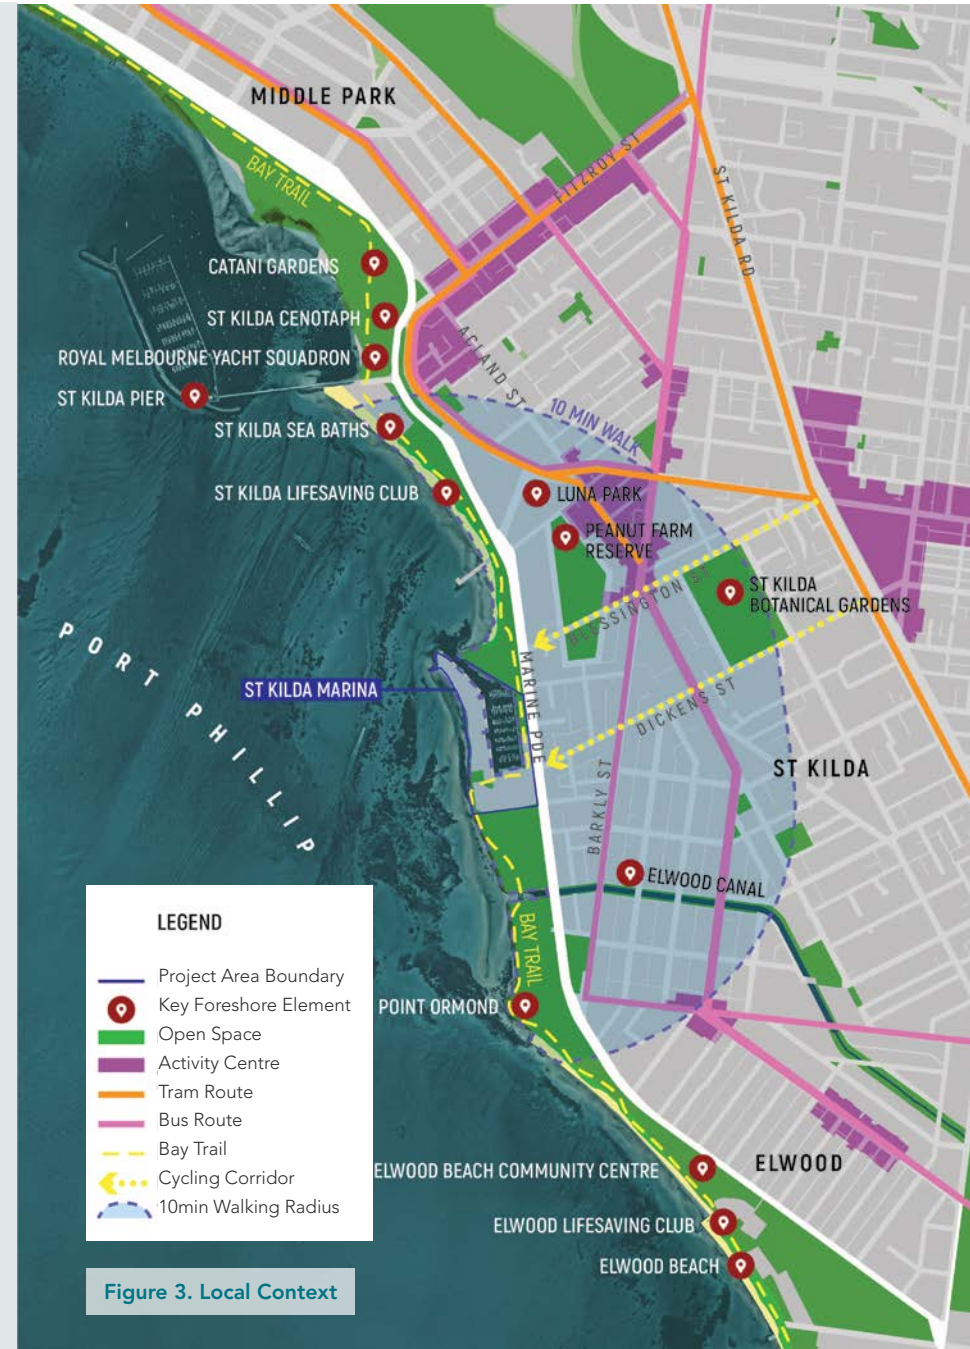 MIDDLE PARK
FITZROY ST
BAY TRAIL
ST KILDA RD
CATANI GARDENS
ST KILDA CENOTAPH
ROYAL MELBOURNE YACHT SQUADRON
ACLAND ST
ST KILDA PIER
10 MIN WALK
ST KILDA SEA BATHS
ST KILDA LIFESAVING CLUB
LUNA PARK
PEANUT FARM
RESERVE
BLESSINGTON ST
ST KILDA
BOTANICAL GARDENS
PORT PHILLIP
ST KILDA MARINA
MARINE PDE
DICKENS ST
ST KILDA
BARKLY ST
ELWOOD CANAL
BAY TRAIL
POINT ORMOND
LEGEND
Project Area Boundary
Key Foreshore Element
Open Space
Activity Centre
Tram Route
Bus Route
Bay Trail
Cycling Corridor
10min Walking Radius
ELWOOD BEACH COMMUNITY CENTRE
ELWOOD
ELWOOD LIFESAVING CLUB
ELWOOD BEACH
Figure 3. Local Context